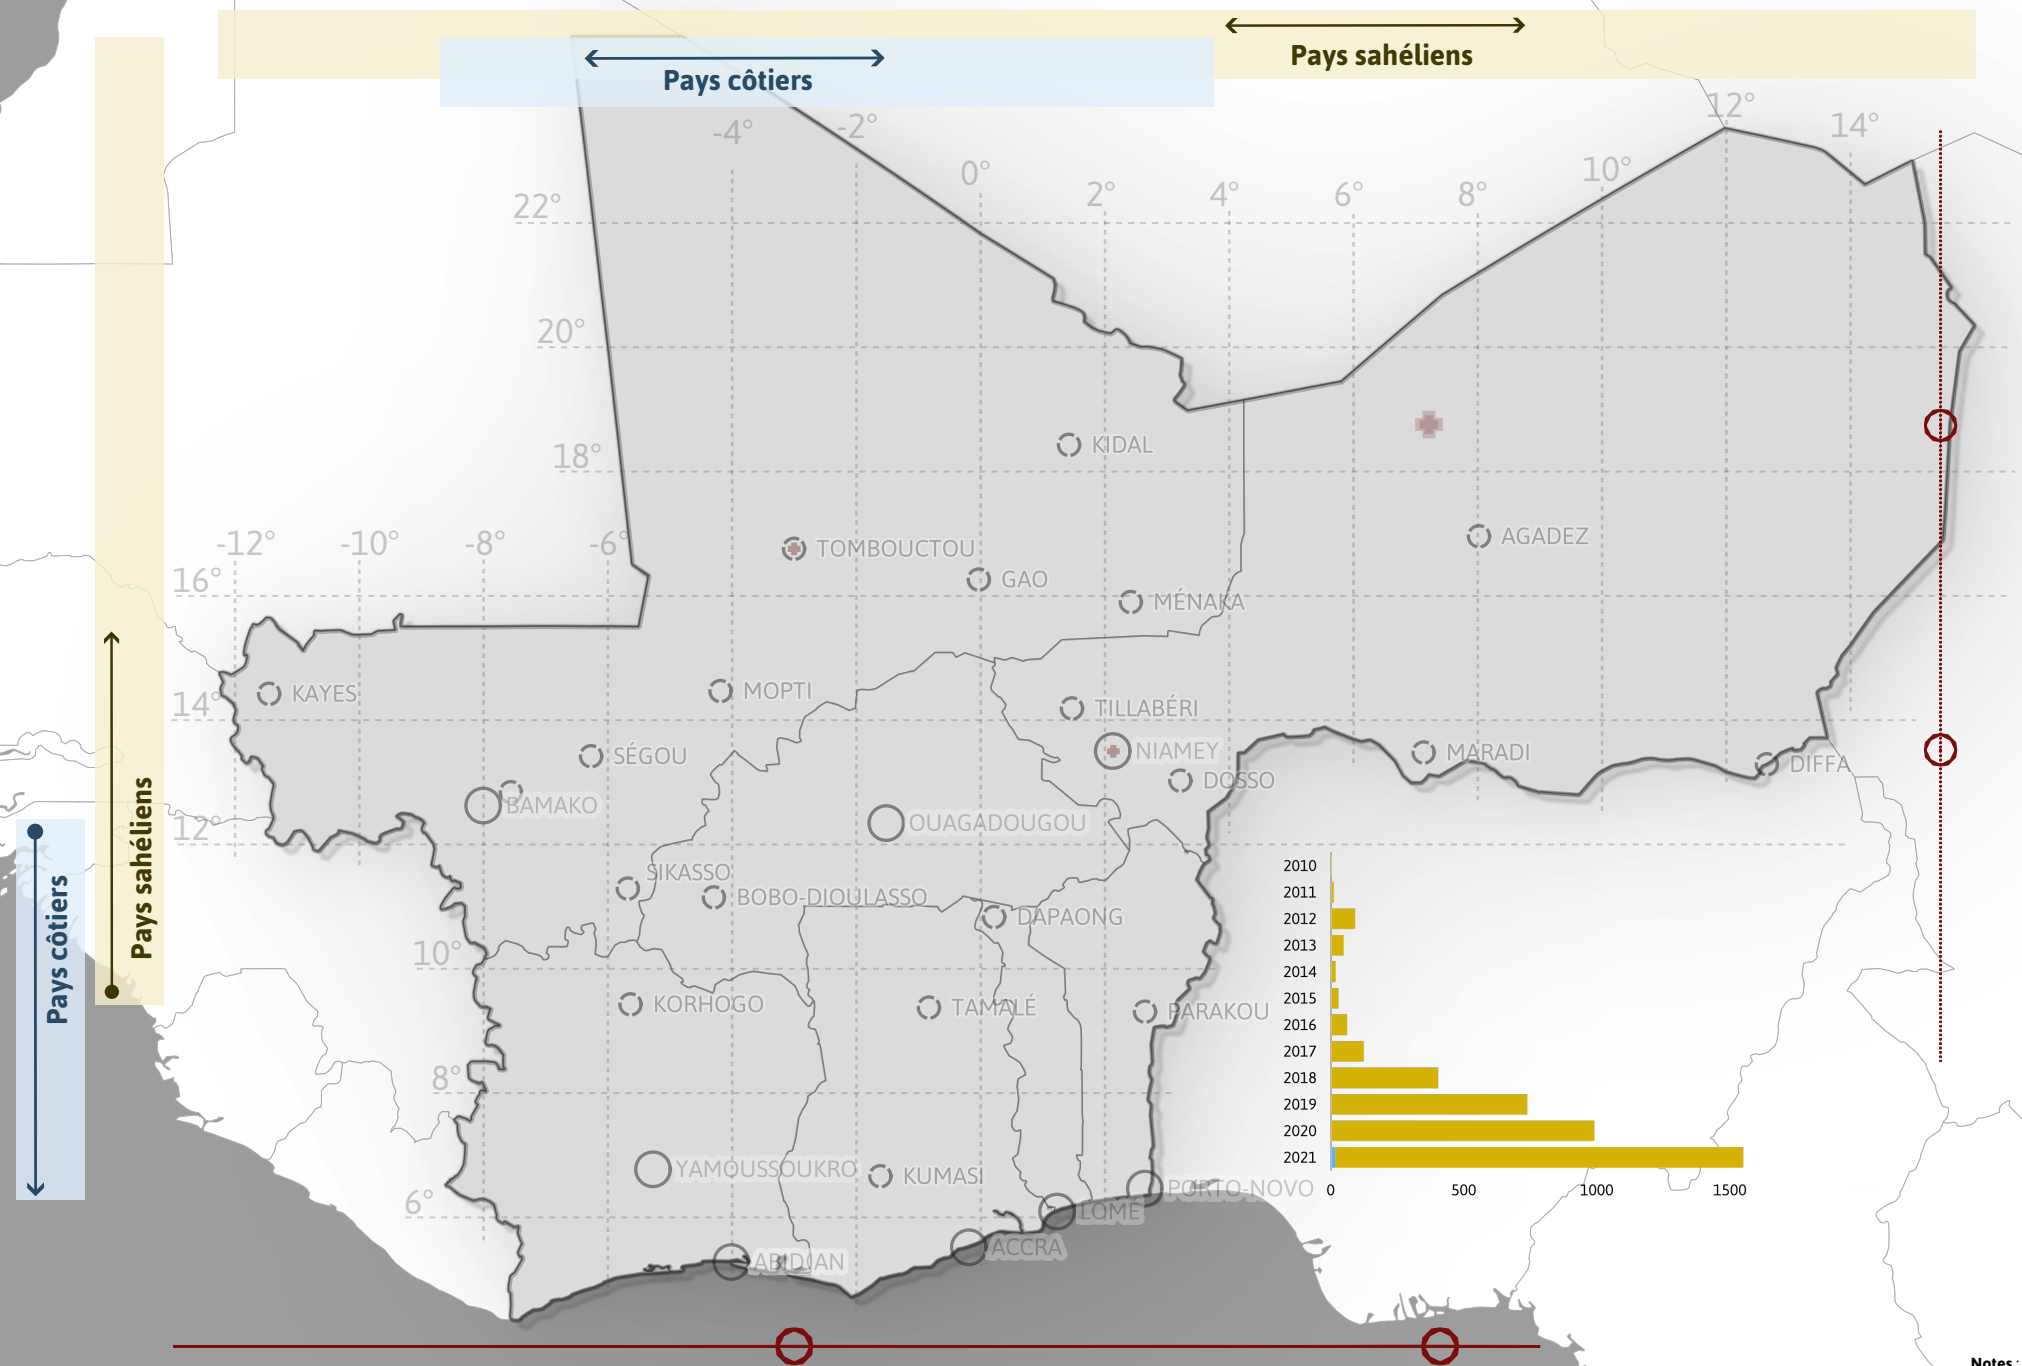 Pays sahéliens
Pays côtiers
-4°
-2°
0°
2°
4°
6°
8°
10°
12°
14°
22°
20°
18°
-12°
-10°
-8°
-6°
16°
14°
12°
10°
8°
6°
KIDAL
TOMBOUCTOU
GAO
MÉNAKA
AGADEZ
KAYES
MOPTI
TILLABÉRI
SÉGOU
NIAMEY
MARADI
DIFFA
DOSSO
BAMAKO
OUAGADOUGOU
SIKASSO
BOBO-DIOULASSO
DAPAONG
KORHOGO
TAMALÉ
PARAKOU
YAMOUSSOUKRO
KUMASI
PORTO-NOVO
LOMÉ
ACCRA
ABIDJAN
Pays sahéliens
Pays côtiers
2010
2011
2012
2013
2014
2015
2016
2017
2018
2019
2020
2021
0 500 1000 1500
Notes :